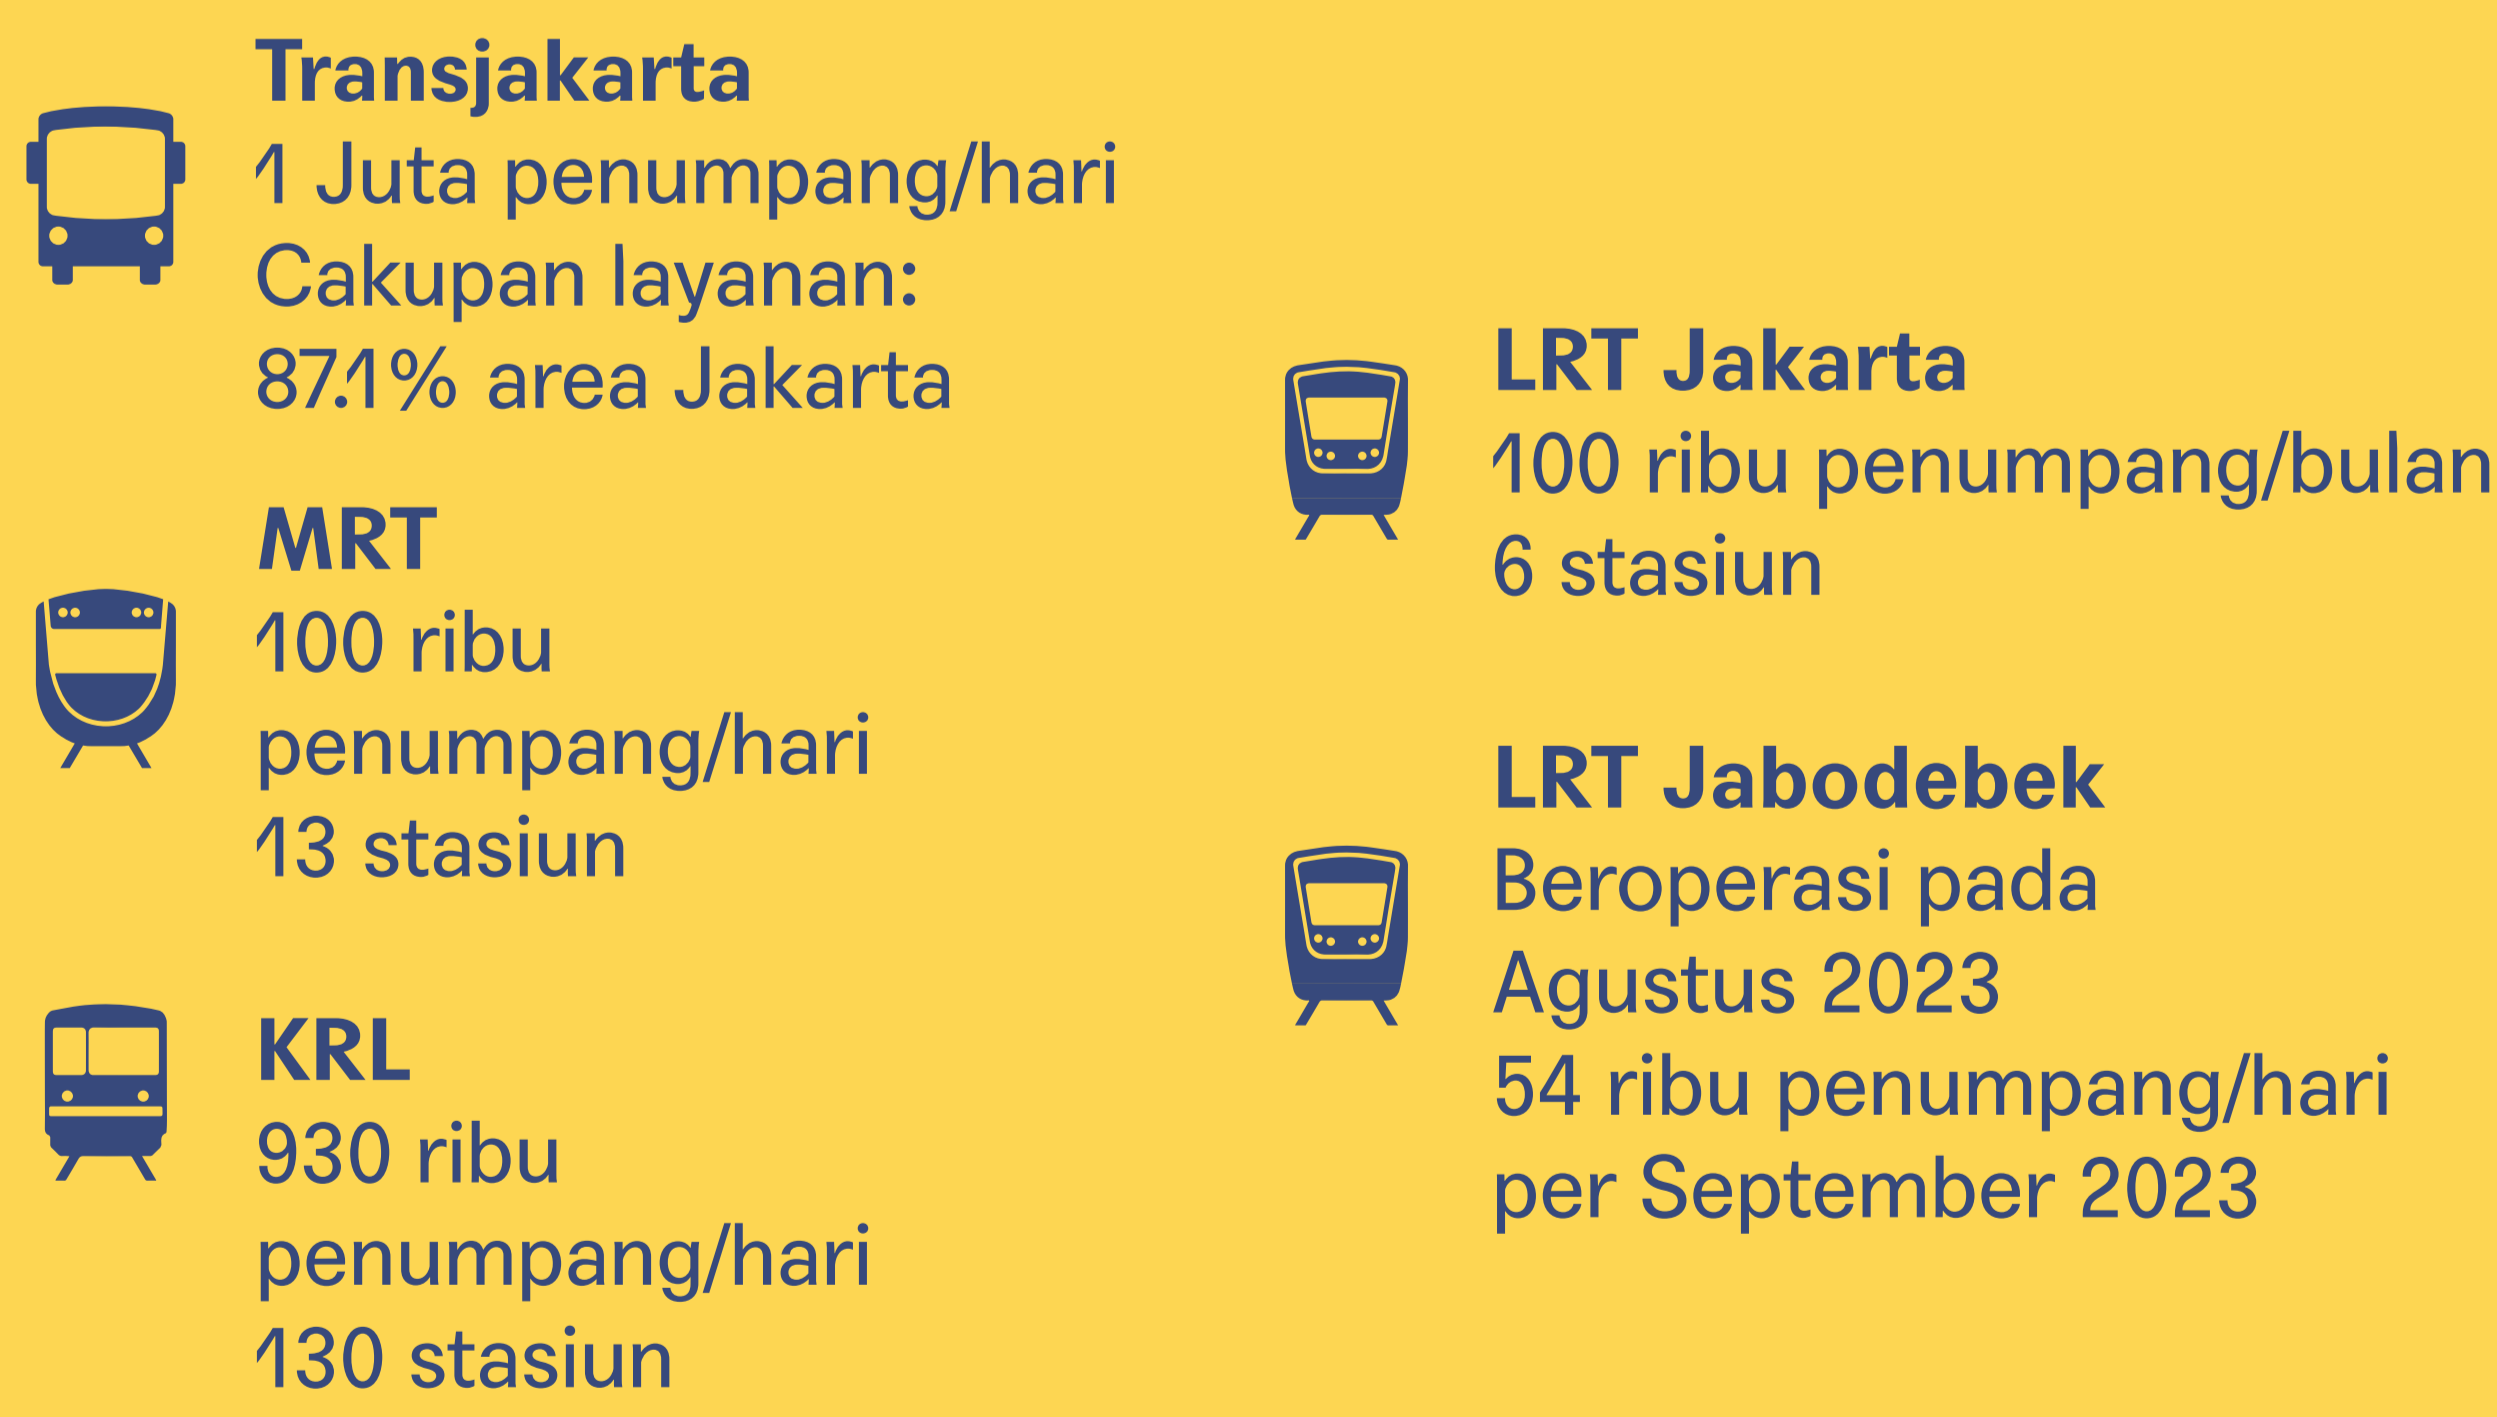 Transjakarta
1 Juta penumpang/hari
Cakupan layanan:
87,1% area Jakarta
MRT
100 ribu
penumpang/hari
13 stasiun
KRL
930 ribu
penumpang/hari
130 stasiun
LRT Jakarta
100 ribu penumpang/bulan
6 stasiun
LRT Jabodebek
Beroperasi pada
Agustus 2023
54 ribu penumpang/hari
per September 2023